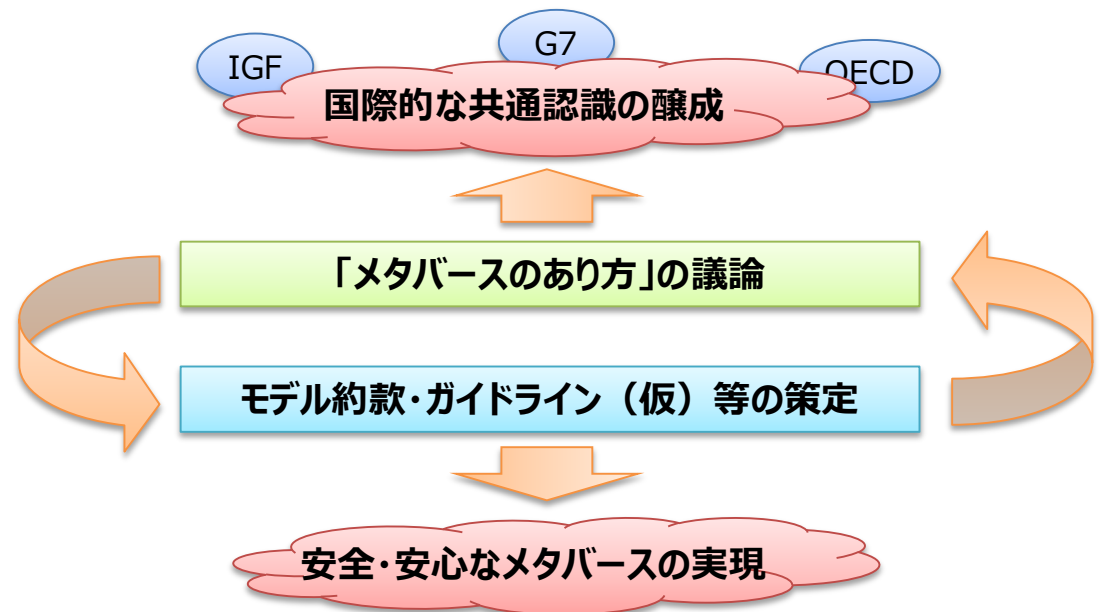 IGF
G7
OECD
国際的な共通認識の醸成
「メタバースのあり方」の議論
モデル約款・ガイドライン（仮）等の策定
安全・安心なメタバースの実現